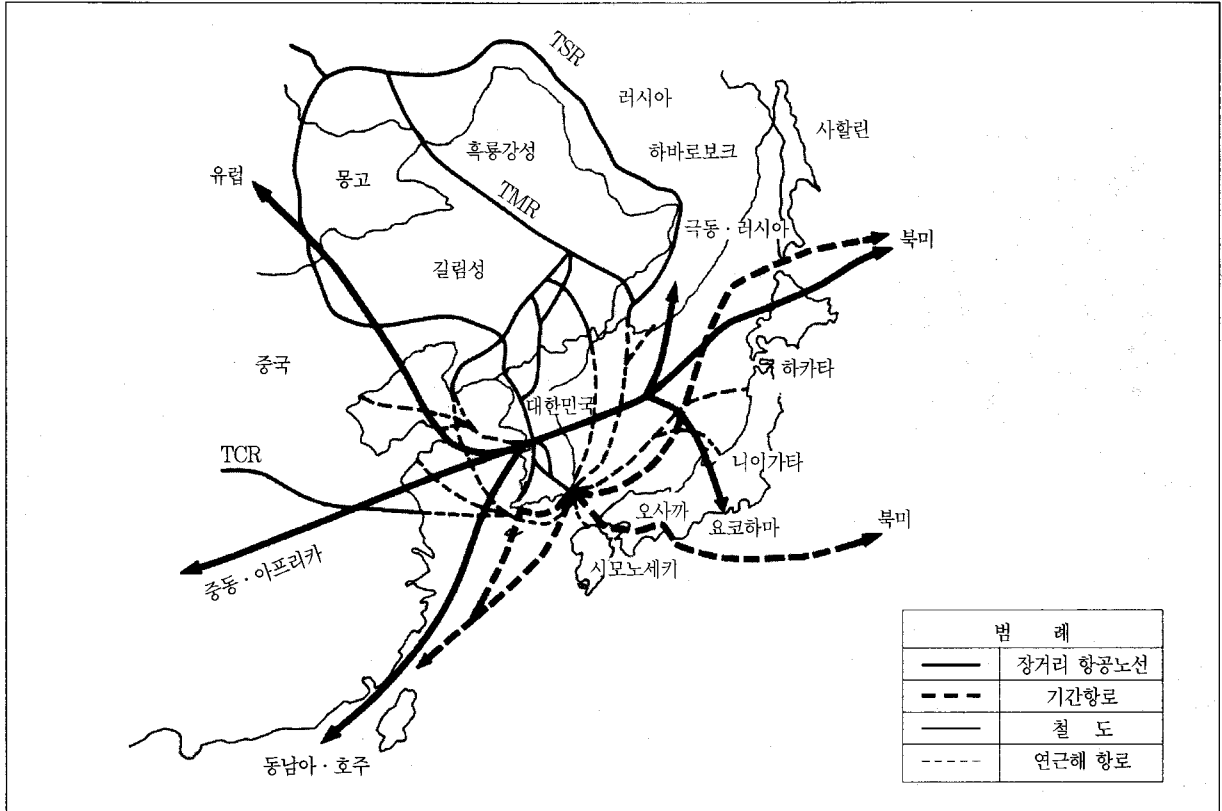 TSR
러시아
사할린
하바로보크
흑룡강성
유럽
몽고
TMR
극동·러시아
북미
길림성
중국
하카타
대한민국
TCR
니이가타
오사까
요코하마
북미
시모노세키
중동·아프리카
동남아·호주
범 례
장거리 항공노선
기간항로
철 도
연근해 항로